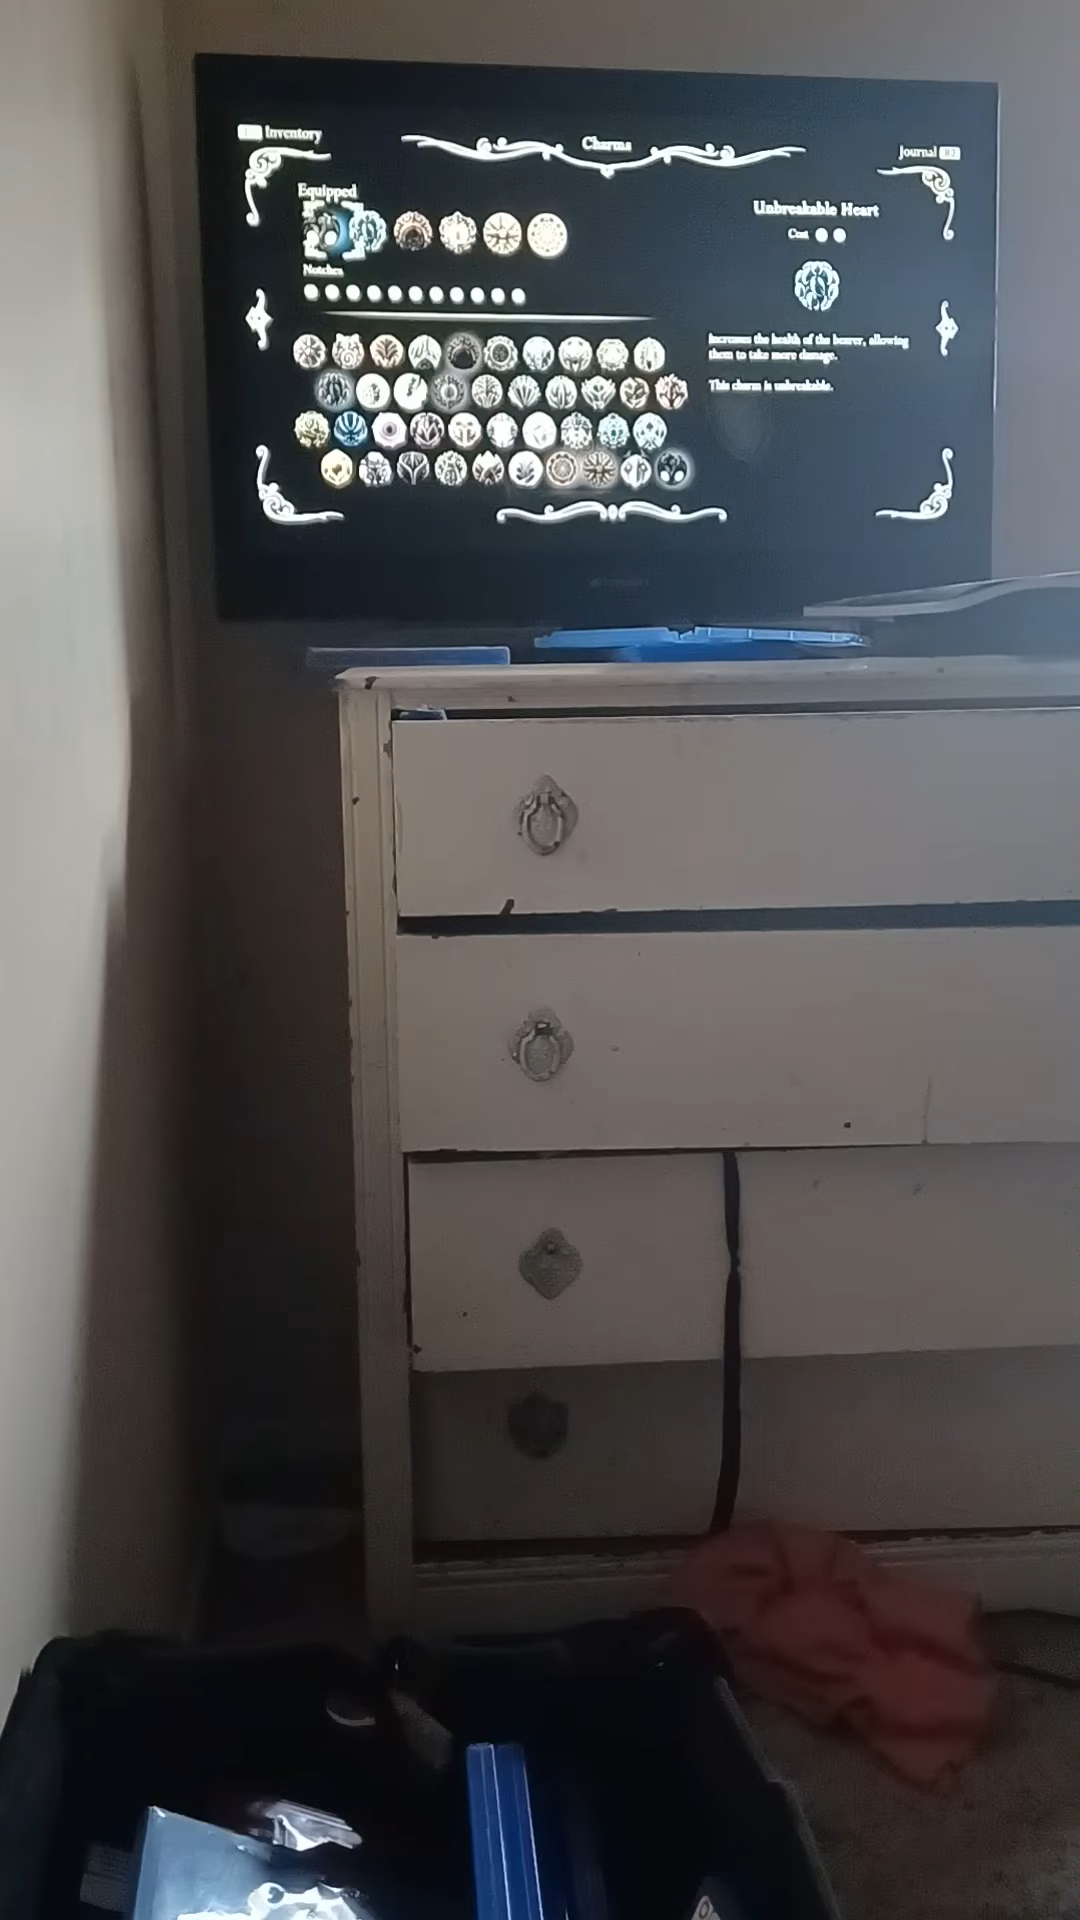 Inventory
Charms
Journal R2
Equipped
Notches
Unbreakable Heart
Cost
Increases the health of the bearer, allowing
them to take more damage.
This charm is unbreakable.